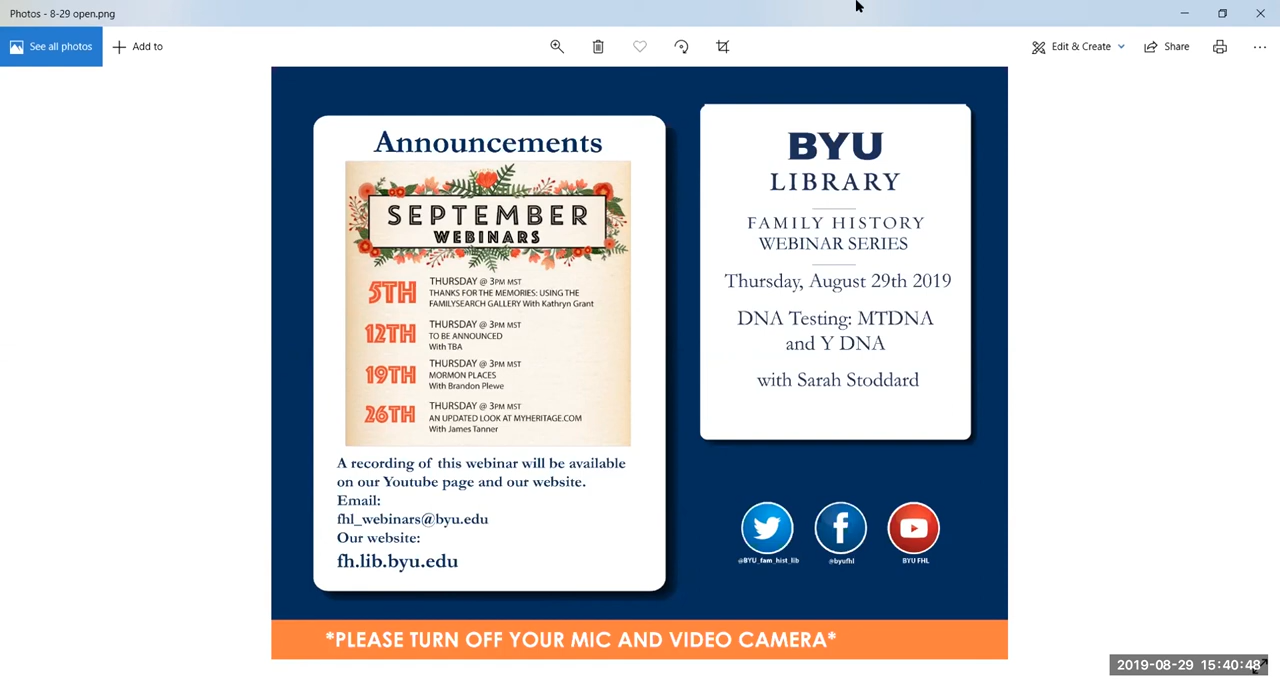 Photos - 8-29 open.png
See all photos
Add to
Edit & Create
Share
Announcements
SEPTEMBER
WEBINARS
5TH
THURSDAY @ 3PM MST
THANKS FOR THE MEMORIES: USING THE
FAMILYSEARCH GALLERY With Kathryn Grant
12TH
THURSDAY @ 3PM MST
TO BE ANNOUNCED
With TBA
19TH
THURSDAY @ 3PM MST
MORMON PLACES
With Brandon Plewe
26TH
THURSDAY @ 3PM MST
AN UPDATED LOOK AT MYHERITAGE.COM
With James Tanner
A recording of this webinar will be available
on our Youtube page and our website.
Email:
fhl_webinars@byu.edu
Our website:
fh.lib.byu.edu
BYU
LIBRARY
FAMILY HISTORY
WEBINAR SERIES
Thursday, August 29th 2019
DNA Testing: MTDNA
and Y DNA
with Sarah Stoddard
@BYU_fam_hist_lib
@byufhl
BYU FHL
*PLEASE TURN OFF YOUR MIC AND VIDEO CAMERA*
2019-08-29 15:40:48